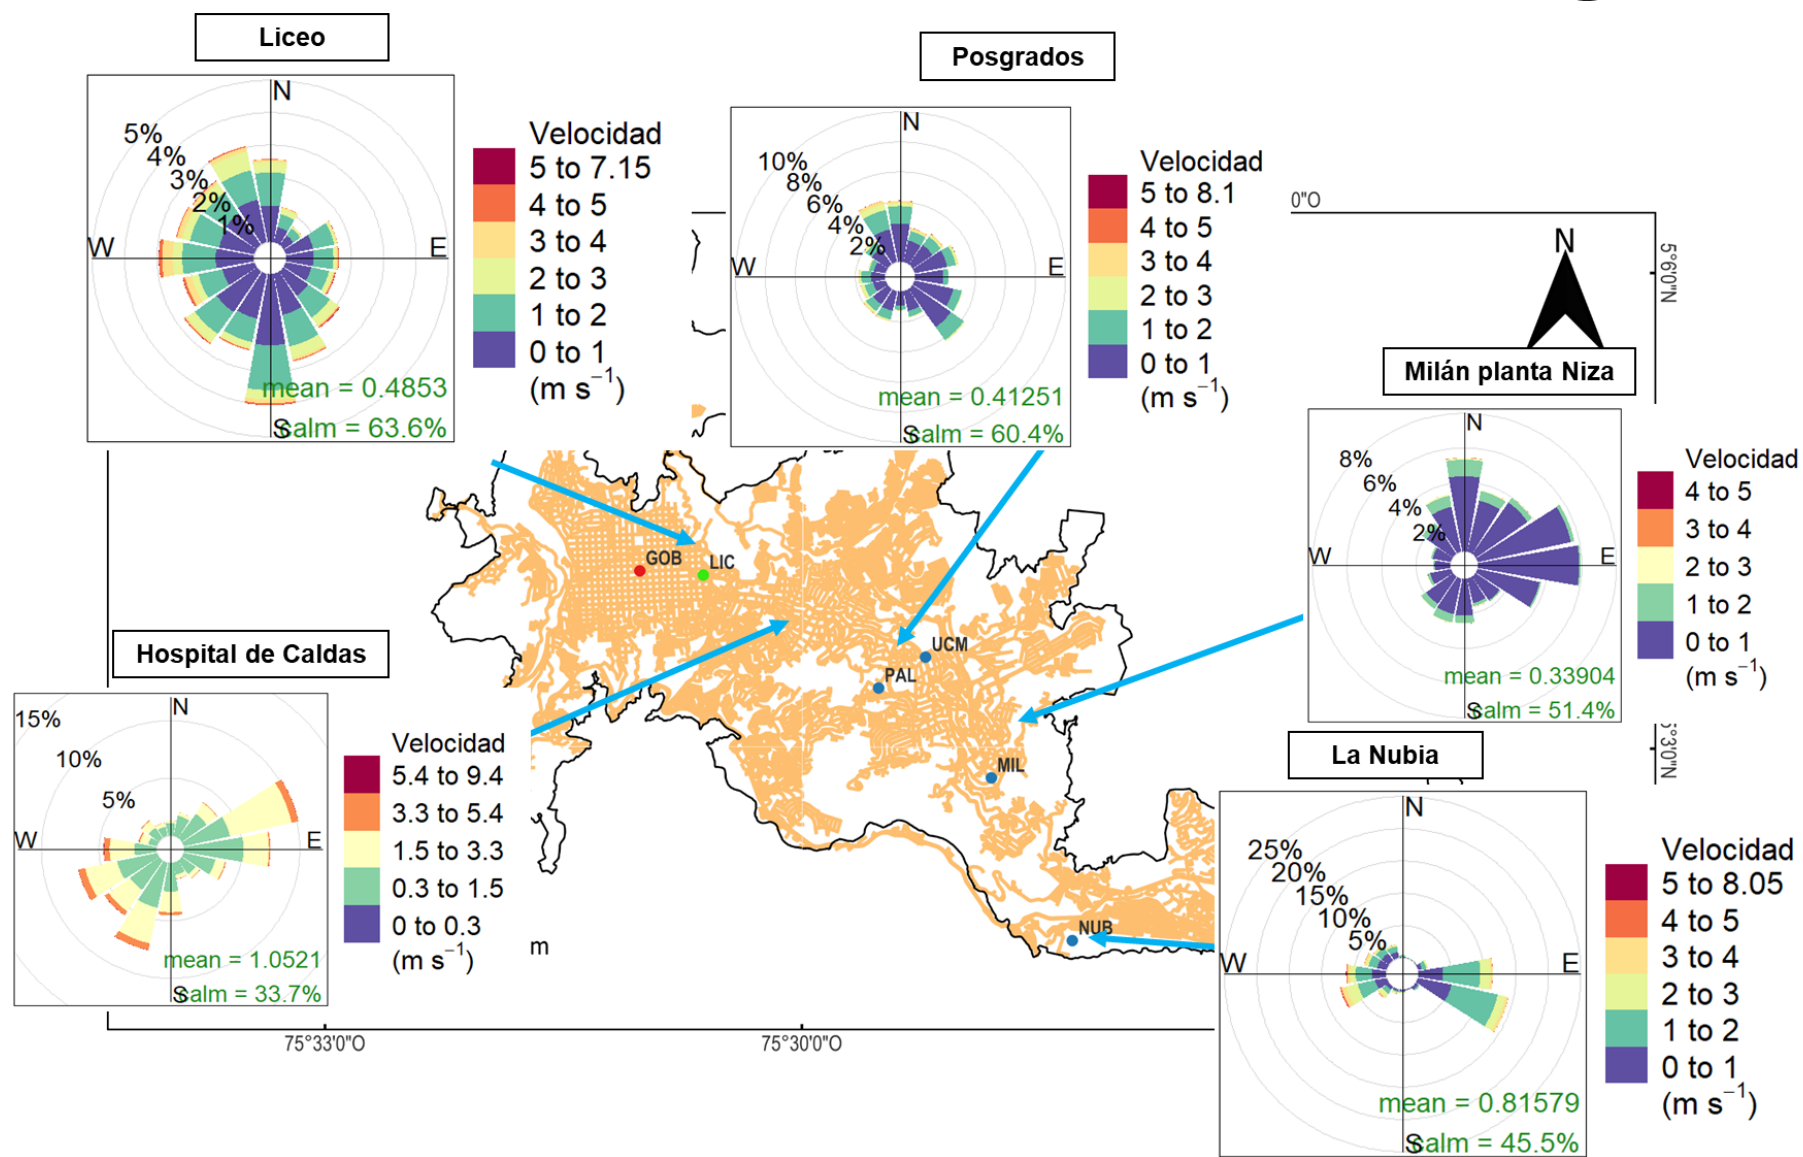 Liceo
N
5%
4%
3%
2%
1%
W
E
S
mean = 0.4853
calm = 63.6%
Velocidad
5 to 7.15
4 to 5
3 to 4
2 to 3
1 to 2
0 to 1
(m s⁻¹)
Posgrados
N
10%
8%
6%
4%
2%
W
E
S
mean = 0.41251
calm = 60.4%
Velocidad
5 to 8.1
4 to 5
3 to 4
2 to 3
1 to 2
0 to 1
(m s⁻¹)
0"O
5°6'0"N
N
Milán planta Niza
N
8%
6%
4%
2%
W
E
S
mean = 0.33904
calm = 51.4%
Velocidad
4 to 5
3 to 4
2 to 3
1 to 2
0 to 1
(m s⁻¹)
GOB
LIC
UCM
PAL
MIL
NUB
Hospital de Caldas
N
15%
10%
5%
W
E
S
mean = 1.0521
calm = 33.7%
Velocidad
5.4 to 9.4
3.3 to 5.4
1.5 to 3.3
0.3 to 1.5
0 to 0.3
(m s⁻¹)
m
5°3'0"N
La Nubia
N
25%
20%
15%
10%
5%
W
E
S
mean = 0.81579
calm = 45.5%
Velocidad
5 to 8.05
4 to 5
3 to 4
2 to 3
1 to 2
0 to 1
(m s⁻¹)
75°33'0"O
75°30'0"O